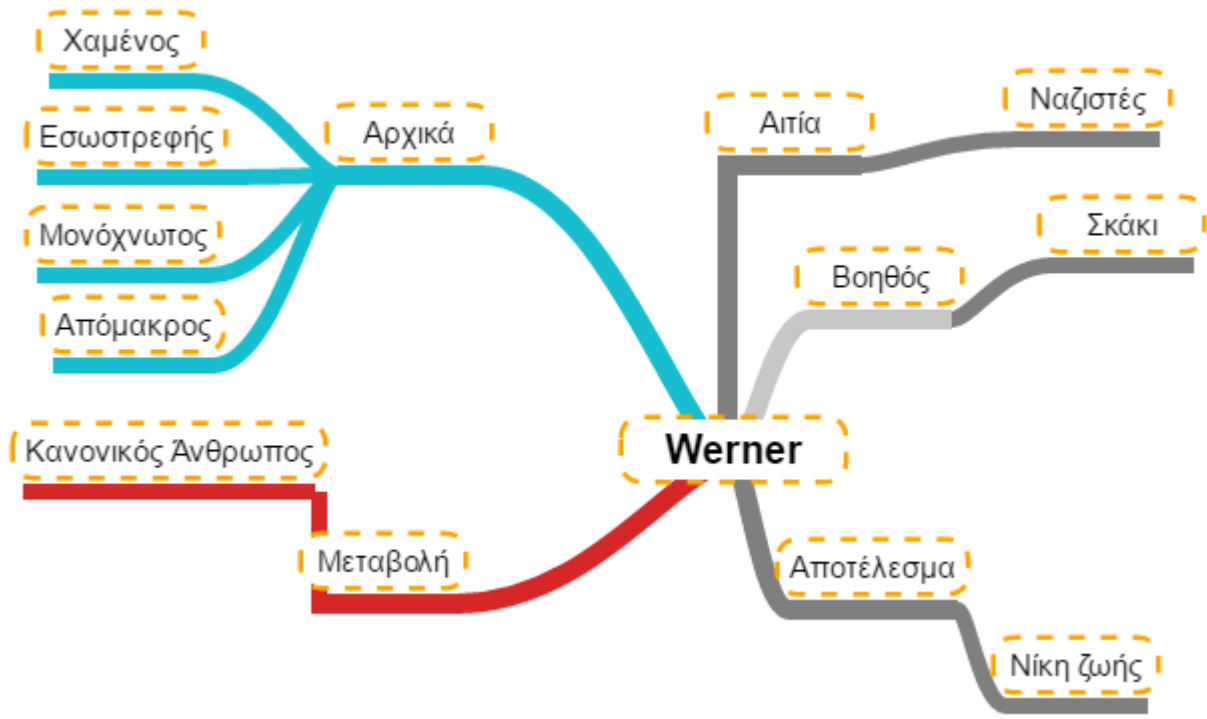 Χαμένος
Εσωστρεφής
Μονόχνωτος
Απόμακρος
Αρχικά
Κανονικός Άνθρωπος
Μεταβολή
Werner
Αιτία
Ναζιστές
Βοηθός
Σκάκι
Αποτέλεσμα
Νίκη ζωής